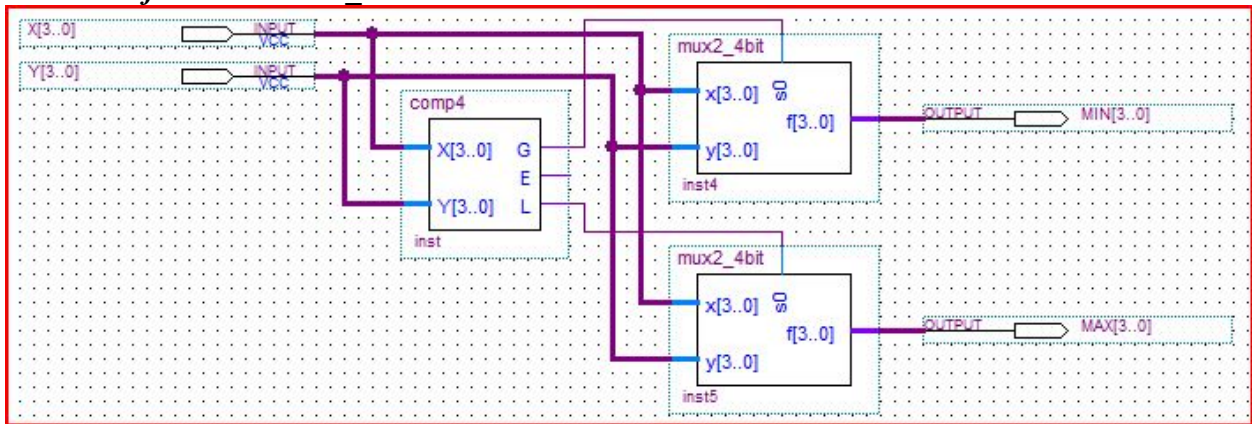 X[3..0]
INPUT
VCC
Y[3..0]
INPUT
VCC
comp4
X[3..0]
G
E
Y[3..0]
L
inst
mux2_4bit
x[3..0]
s0
f[3..0]
y[3..0]
inst4
OUTPUT
MIN[3..0]
mux2_4bit
x[3..0]
s0
f[3..0]
y[3..0]
inst5
OUTPUT
MAX[3..0]